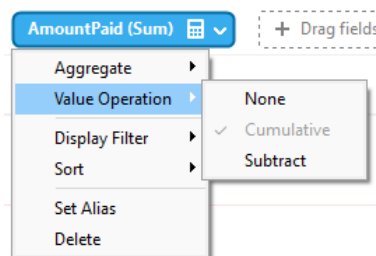 AmountPaid (Sum)
+ Drag fields
Aggregate
Value Operation
None
Cumulative
Subtract
Display Filter
Sort
Set Alias
Delete